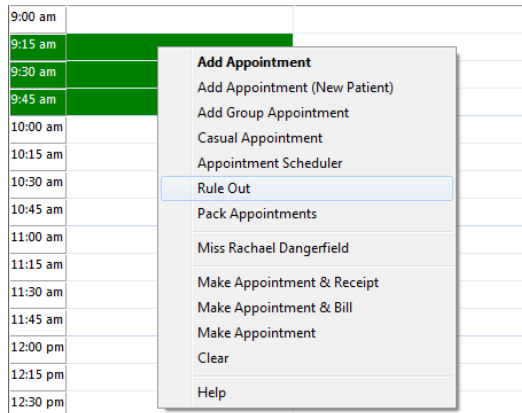 9:00 am
9:15 am
9:30 am
9:45 am
10:00 am
10:15 am
10:30 am
10:45 am
11:00 am
11:15 am
11:30 am
11:45 am
12:00 pm
12:15 pm
12:30 pm
Add Appointment
Add Appointment (New Patient)
Add Group Appointment
Casual Appointment
Appointment Scheduler
Rule Out
Pack Appointments
Miss Rachael Dangerfield
Make Appointment & Receipt
Make Appointment & Bill
Make Appointment
Clear
Help